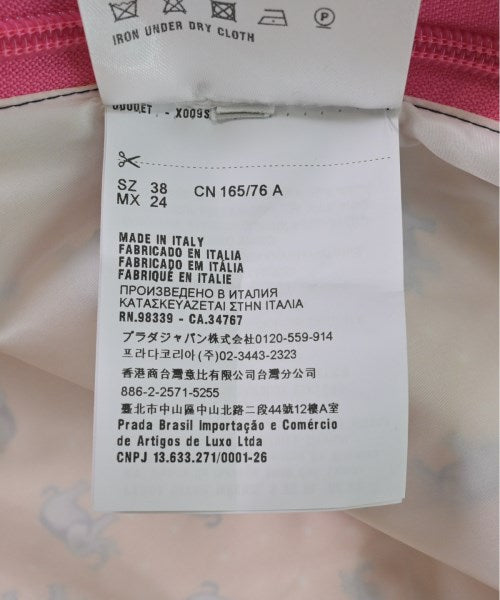 IRON UNDER DRY CLOTH
X009S
SZ 38 CN 165/76 A
MX 24
MADE IN ITALY
FABRICADO EN ITALIA
FABRICADO EM ITÁLIA
FABRIQUÉ EN ITALIE
ПРОИЗВЕДЕНО В ИТАЛИЯ
ΚΑΤΑΣΚΕΥΑΖΕΤΑΙ ΣΤΗΝ ΙΤΑΛΙΑ
RN.98339 - CA.34767
プラダジャパン株式会社0120-559-914
프라다코리아(주)02-3443-2323
香港商台灣意比有限公司台灣分公司
886-2-2571-5255
臺北市中山區中山北路二段44號12樓A室
Prada Brasil Importação e Comércio
de Artigos de Luxo Ltda
CNPJ 13.633.271/0001-26